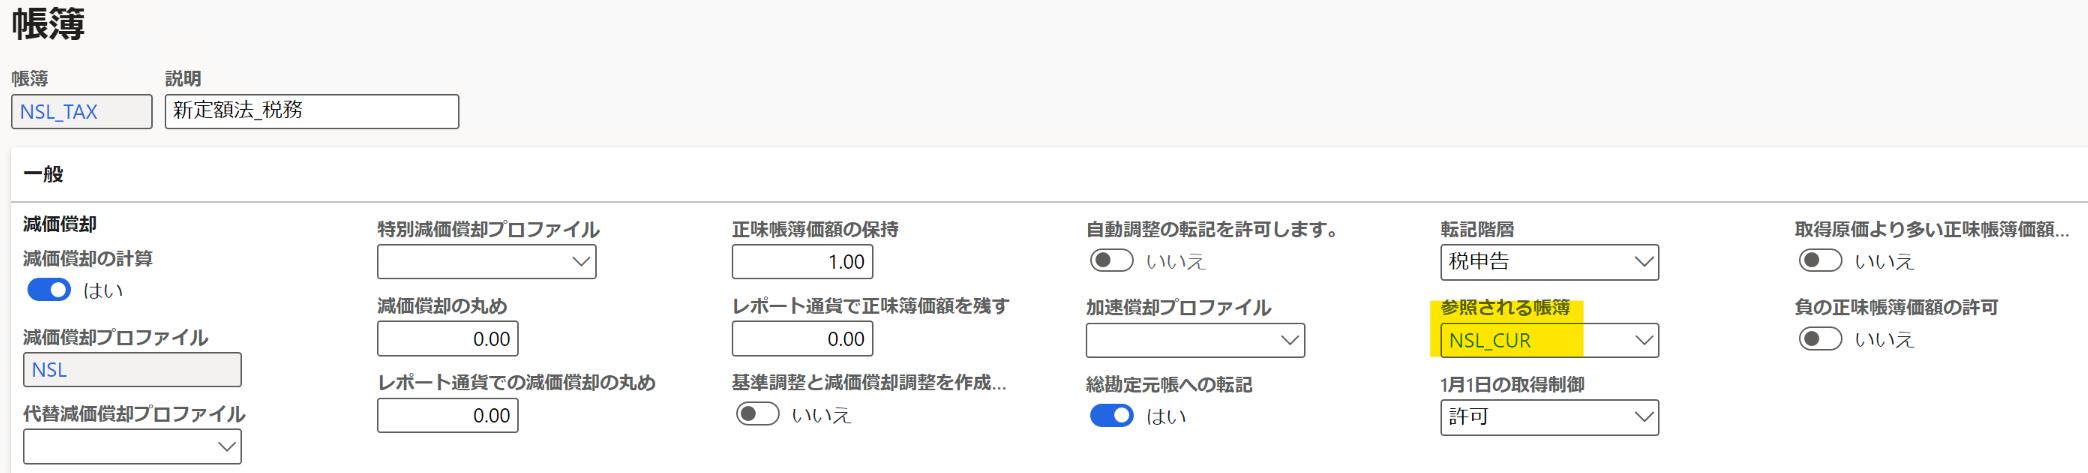 帳簿
帳簿
説明
NSL_TAX
新定額法_税務
一般
減価償却
減価償却の計算
はい
減価償却プロファイル
NSL
代替減価償却プロファイル
特別減価償却プロファイル
減価償却の丸め
0.00
レポート通貨での減価償却の丸め
0.00
正味帳簿価額の保持
1.00
レポート通貨で正味簿価額を残す
0.00
基準調整と減価償却調整を作成...
いいえ
自動調整の転記を許可します。
いいえ
加速償却プロファイル
総勘定元帳への転記
はい
転記階層
税申告
参照される帳簿
NSL_CUR
1月1日の取得制御
許可
取得原価より多い正味帳簿価額...
いいえ
負の正味帳簿価額の許可
いいえ